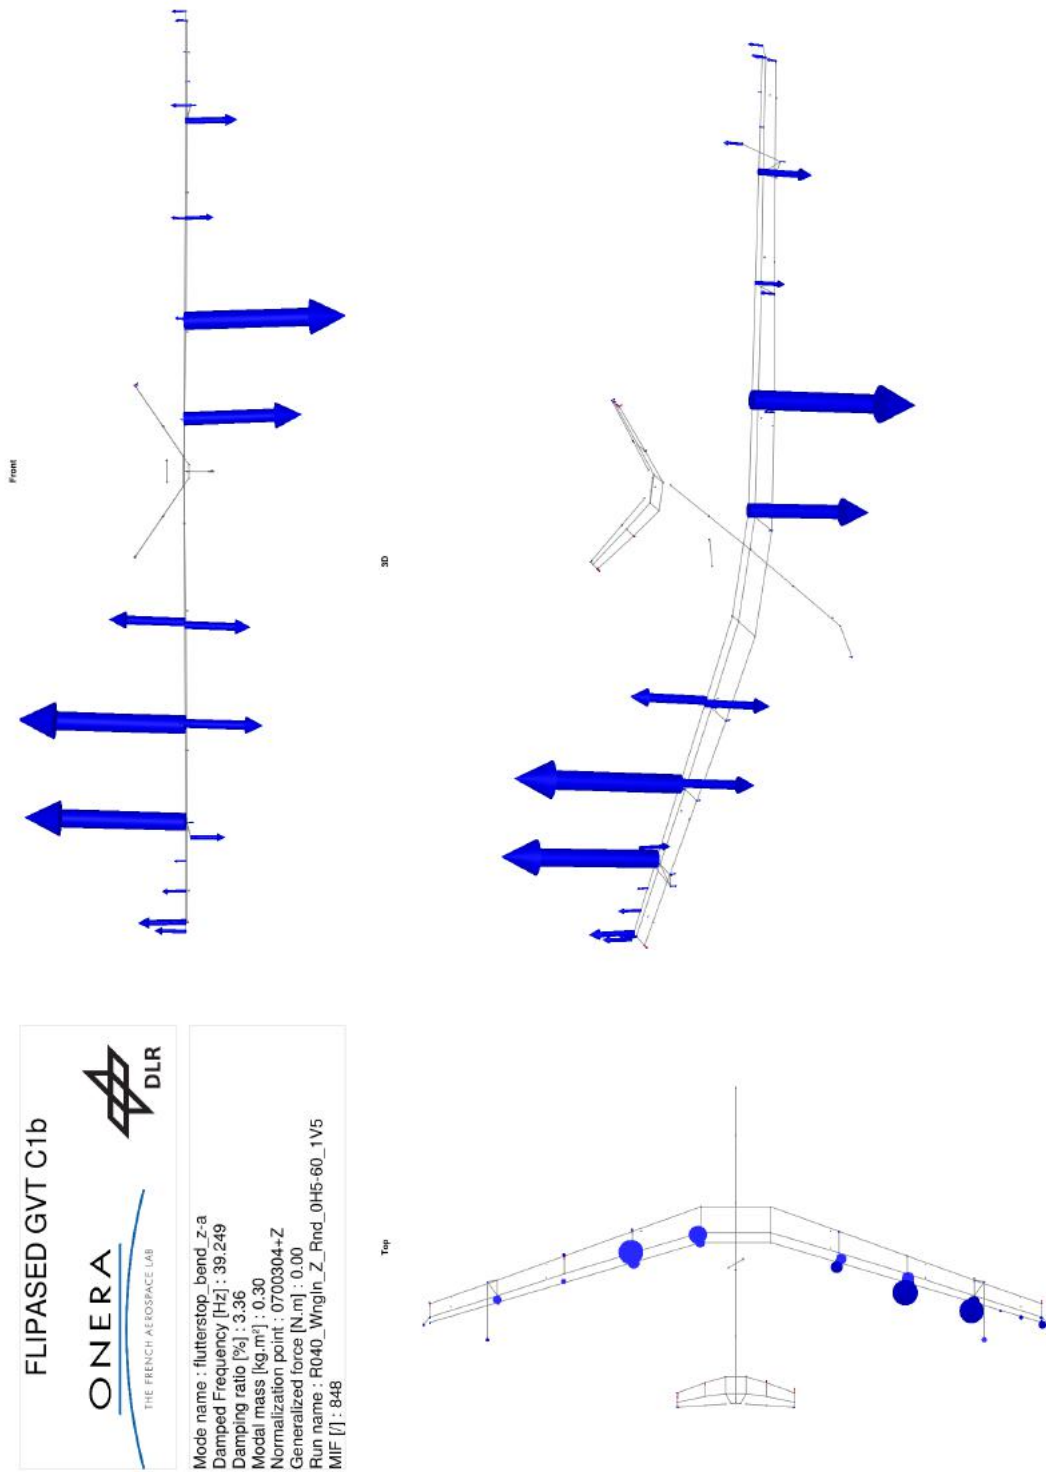 Front
3D
FLIPASED GVT C1b
ONERA
THE FRENCH AEROSPACE LAB
DLR
Mode name : flutterstop_bend_z-a
Damped Frequency [Hz] : 39.249
Damping ratio [%] : 3.36
Modal mass [kg.m²] : 0.30
Normalization point : 0700304+Z
Generalized force [N.m] : 0.00
Run name : R040_WngIn_Z_Rnd_0H5-60_1V5
MIF [/] : 848
Top